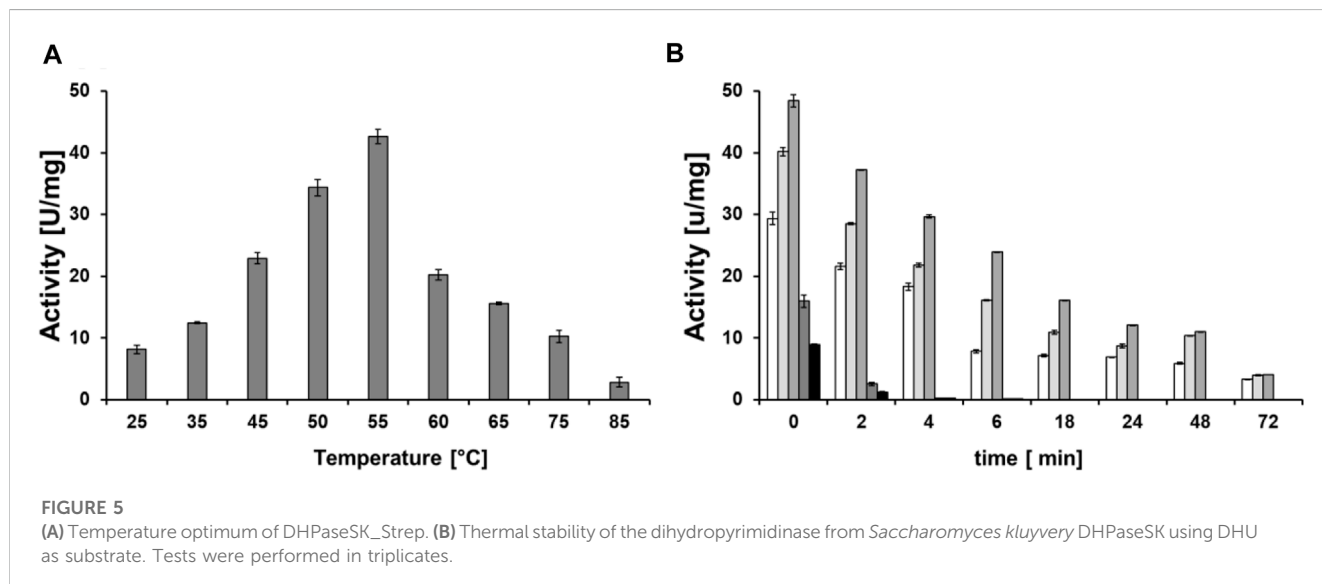 A
B
50
40
30
20
10
0
Activity [U/mg]
25 35 45 50 55 60 65 75 85
Temperature [°C]
50
40
30
20
10
0
Activity [u/mg]
0 2 4 6 18 24 48 72
time [ min]
FIGURE 5
(A) Temperature optimum of DHPaseSK_Strep. (B) Thermal stability of the dihydropyrimidinase from Saccharomyces kluyvery DHPaseSK using DHU
as substrate. Tests were performed in triplicates.